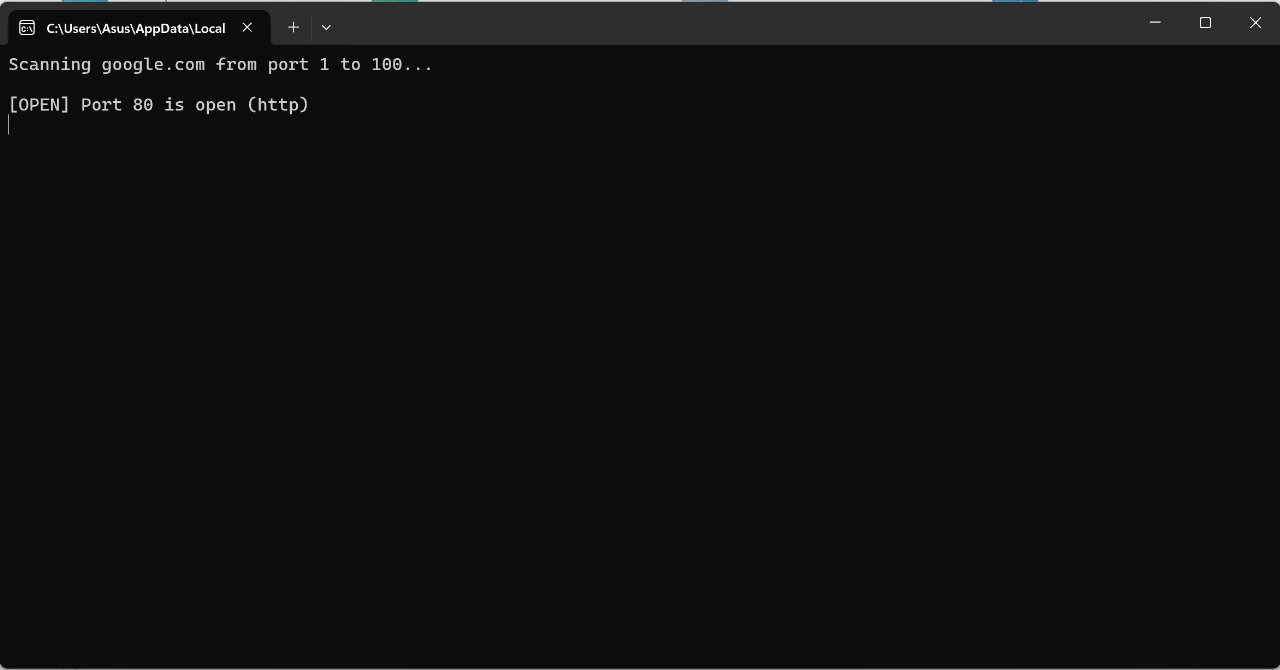 C:\Users\Asus\AppData\Local
Scanning google.com from port 1 to 100...
[OPEN] Port 80 is open (http)